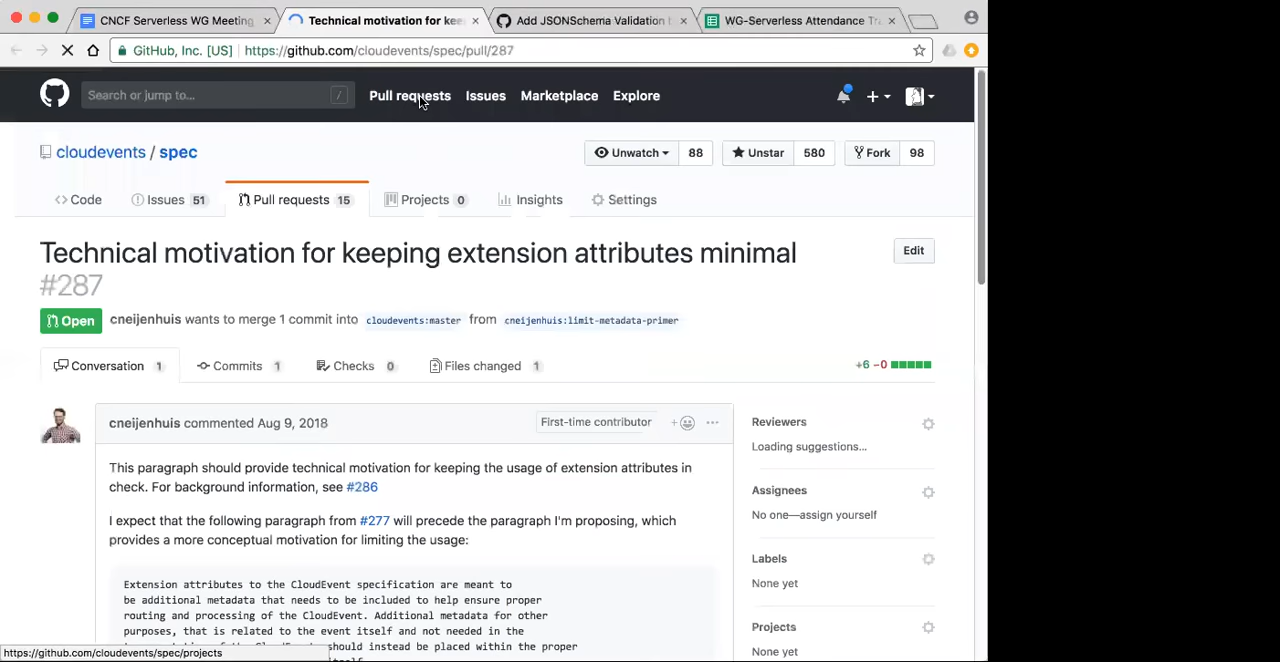 CNCF Serverless WG Meeting
Technical motivation for kee
Add JSONSchema Validation t
WG-Serverless Attendance Tra
GitHub, Inc. [US] https://github.com/cloudevents/spec/pull/287
Search or jump to... /
Pull requests Issues Marketplace Explore
cloudevents / spec
Unwatch 88 Unstar 580 Fork 98
Code Issues 51 Pull requests 15 Projects 0 Insights Settings
Technical motivation for keeping extension attributes minimal
#287
Edit
Open cneijenhuis wants to merge 1 commit into cloudevents:master from cneijenhuis:limit-metadata-primer
Conversation 1 Commits 1 Checks 0 Files changed 1 +6 −0
cneijenhuis commented Aug 9, 2018 First-time contributor
This paragraph should provide technical motivation for keeping the usage of extension attributes in
check. For background information, see #286
I expect that the following paragraph from #277 will precede the paragraph I'm proposing, which
provides a more conceptual motivation for limiting the usage:
Extension attributes to the CloudEvent specification are meant to
be additional metadata that needs to be included to help ensure proper
routing and processing of the CloudEvent. Additional metadata for other
purposes, that is related to the event itself and not needed in the
should instead be placed within the proper
Reviewers
Loading suggestions...
Assignees
No one—assign yourself
Labels
None yet
Projects
None yet
https://github.com/cloudevents/spec/projects